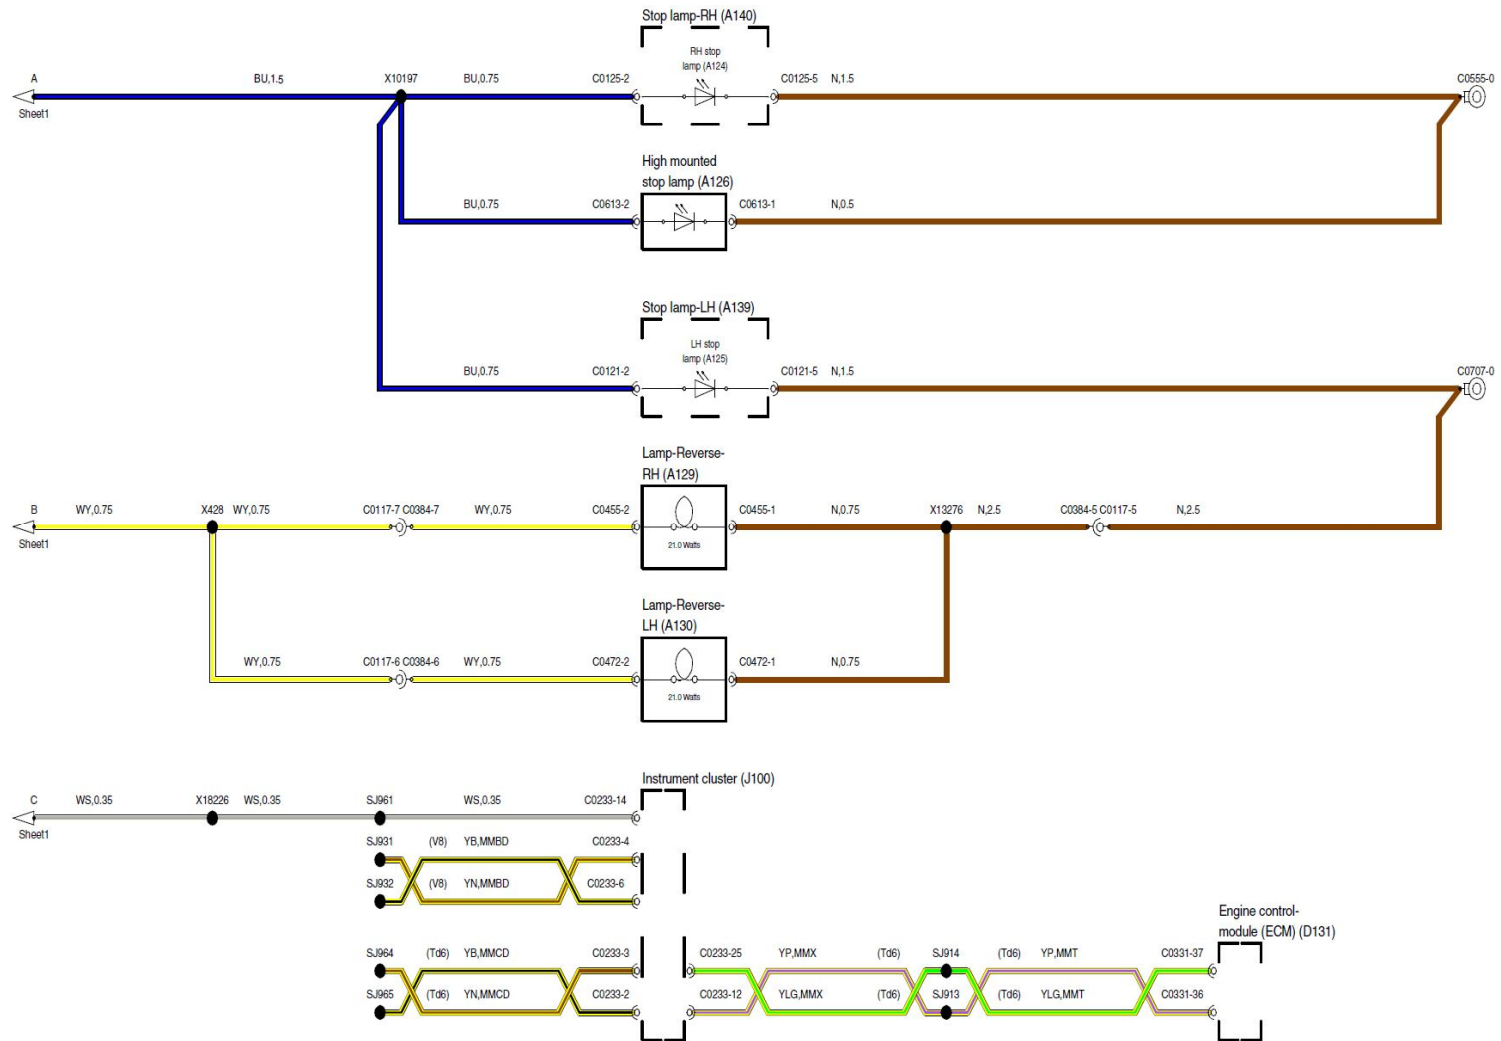 Stop lamp-RH (A140)
RH stop
lamp (A124)
A
BU,1.5
X10197
BU,0.75
C0125-2
C0125-5
N,1.5
C0555-0
Sheet1
High mounted
stop lamp (A126)
BU,0.75
C0613-2
C0613-1
N,0.5
Stop lamp-LH (A139)
LH stop
lamp (A125)
BU,0.75
C0121-2
C0121-5
N,1.5
C0707-0
Lamp-Reverse-
RH (A129)
B
WY,0.75
X428
WY,0.75
C0117-7
C0384-7
WY,0.75
C0455-2
C0455-1
N,0.75
X13276
N,2.5
C0384-5
C0117-5
N,2.5
Sheet1
21.0 Watts
Lamp-Reverse-
LH (A130)
WY,0.75
C0117-6
C0384-6
WY,0.75
C0472-2
C0472-1
N,0.75
21.0 Watts
Instrument cluster (J100)
C
WS,0.35
X18226
WS,0.35
SJ961
WS,0.35
C0233-14
Sheet1
SJ931
(V8)
YB,MMBD
C0233-4
SJ932
(V8)
YN,MMBD
C0233-6
Engine control-
module (ECM) (D131)
SJ964
(Td6)
YB,MMCD
C0233-3
C0233-25
YP,MMX
(Td6)
SJ914
(Td6)
YP,MMT
C0331-37
SJ965
(Td6)
YN,MMCD
C0233-2
C0233-12
YLG,MMX
(Td6)
SJ913
(Td6)
YLG,MMT
C0331-36